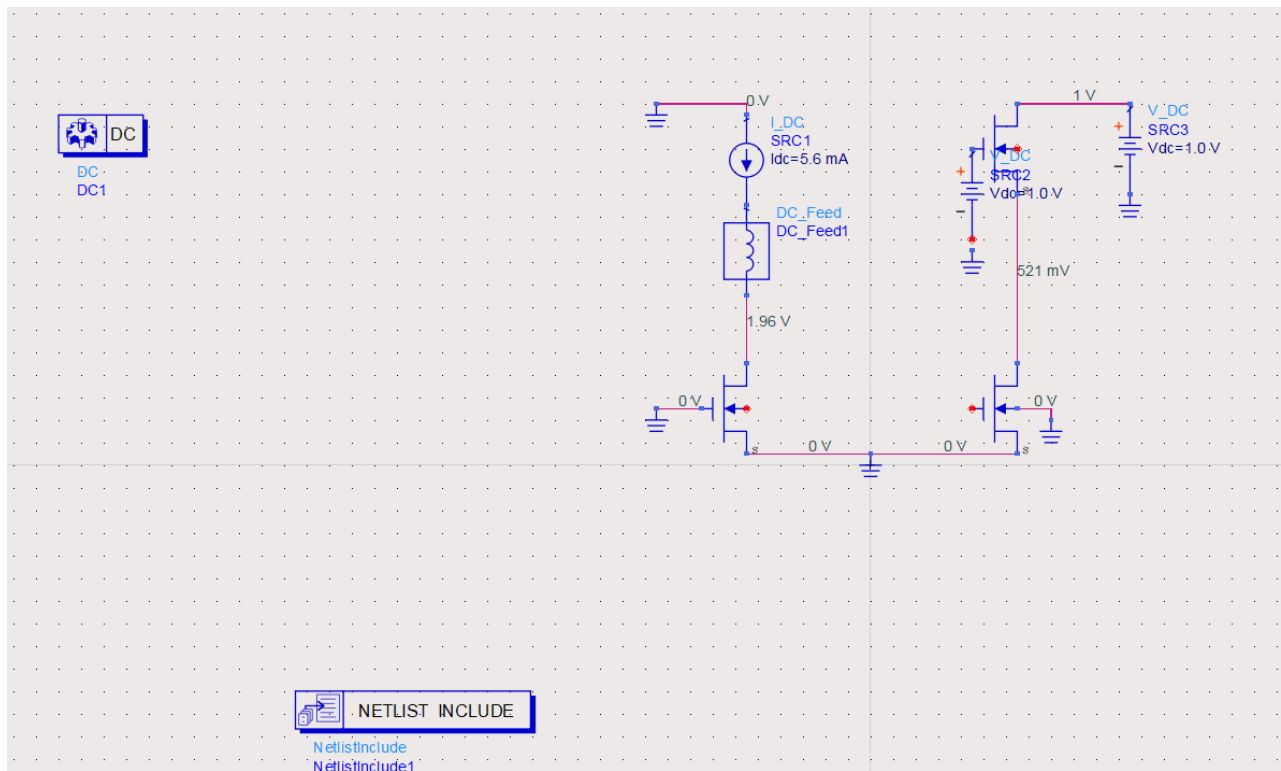 DC
DC
DC1
0 V
I_DC
SRC1
Idc=5.6 mA
DC_Feed
DC_Feed1
1.96 V
0 V
s
0 V
0 V
s
0 V
1 V
V_DC
SRC3
Vdc=1.0 V
V_DC
SRC2
Vdc=1.0 V
s
521 mV
NETLIST INCLUDE
NetlistInclude
NetlistInclude1